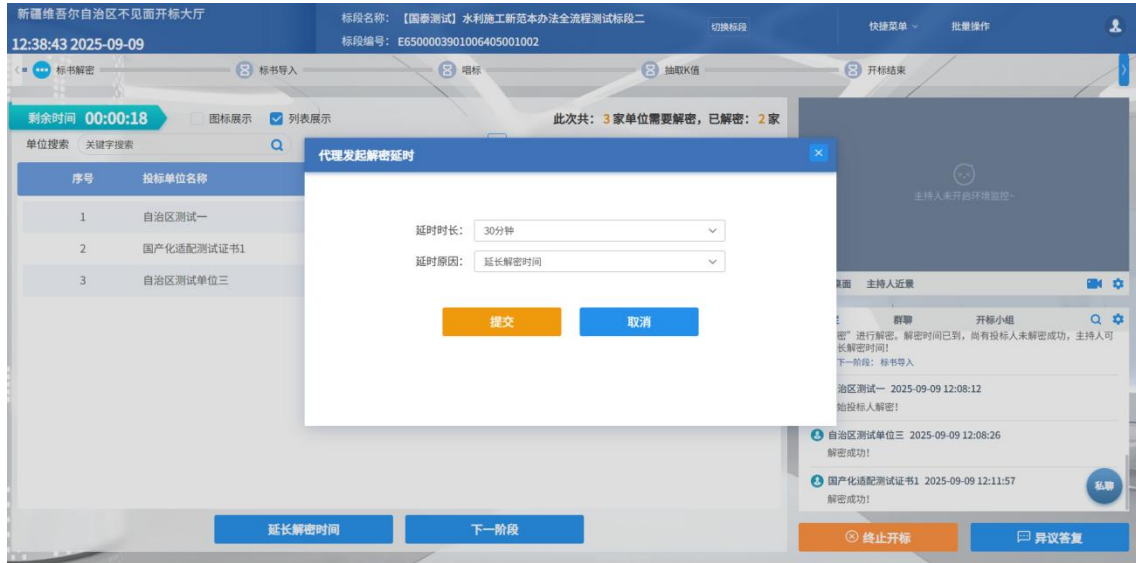 新疆维吾尔自治区不见面开标大厅
12:38:43 2025-09-09
标段名称： 【国泰测试】水利施工新范本办法全流程测试标段二
标段编号： E6500003901006405001002
切换标段
快捷菜单
批量操作
标书解密
标书导入
唱标
抽取K值
开标结果
剩余时间 00:00:18
图标展示
列表展示
此次共： 3 家单位需要解密，已解密： 2 家
单位搜索 关键字搜索
序号 投标单位名称
1 自治区测试一
2 国产化适配测试证书1
3 自治区测试单位三
代理发起解密延时
延时时长： 30分钟
延时原因： 延长解密时间
提交 取消
主持人未开启环境监控~
桌面 主持人近景
群聊 开标小组
密”进行解密。解密时间已到，尚有投标人未解密成功，主持人可
长解密时间！
下一阶段：标书导入
治区测试一 2025-09-09 12:08:12
始投标人解密！
自治区测试单位三 2025-09-09 12:08:26
解密成功！
国产化适配测试证书1 2025-09-09 12:11:57
解密成功！
私聊
延长解密时间 下一阶段
终止开标 异议答复